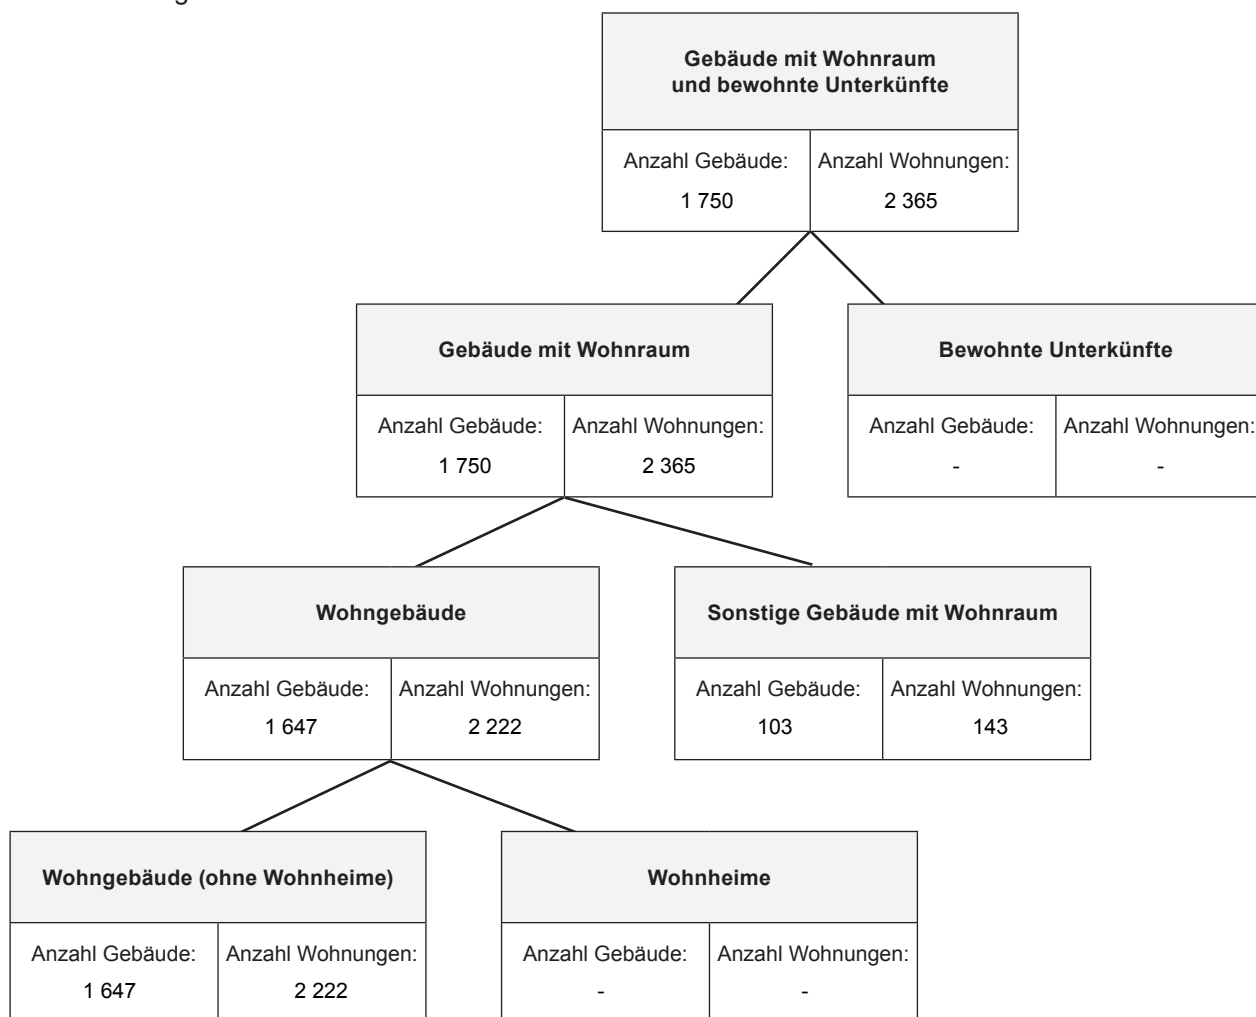 Gebäude mit Wohnraum
und bewohnte Unterkünfte
Anzahl Gebäude: Anzahl Wohnungen:
1 750 2 365
Gebäude mit Wohnraum
Anzahl Gebäude: Anzahl Wohnungen:
1 750 2 365
Bewohnte Unterkünfte
Anzahl Gebäude: Anzahl Wohnungen:
- -
Wohngebäude
Anzahl Gebäude: Anzahl Wohnungen:
1 647 2 222
Sonstige Gebäude mit Wohnraum
Anzahl Gebäude: Anzahl Wohnungen:
103 143
Wohngebäude (ohne Wohnheime)
Anzahl Gebäude: Anzahl Wohnungen:
1 647 2 222
Wohnheime
Anzahl Gebäude: Anzahl Wohnungen:
- -